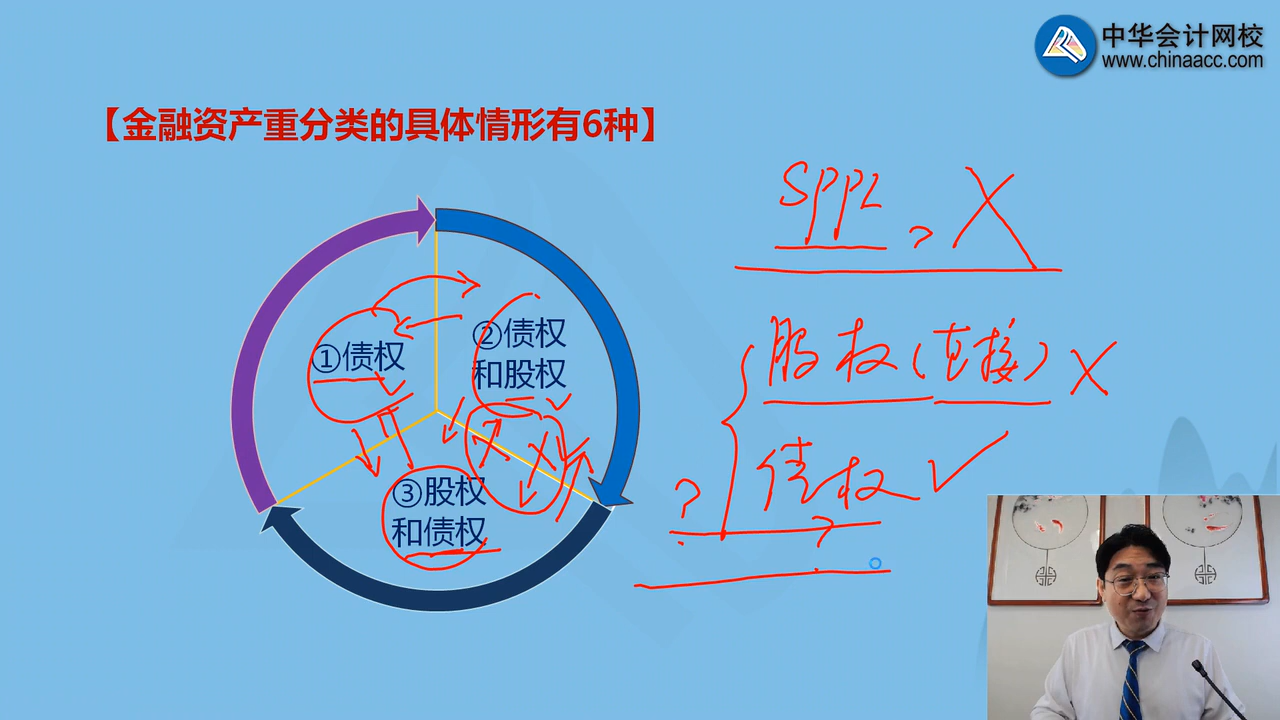 中华会计网校
www.chinaacc.com
【金融资产重分类的具体情形有6种】
SPPL , X
①债权
②债权
和股权
③股权
和债权
股权(直接) X
债权 ✓
?